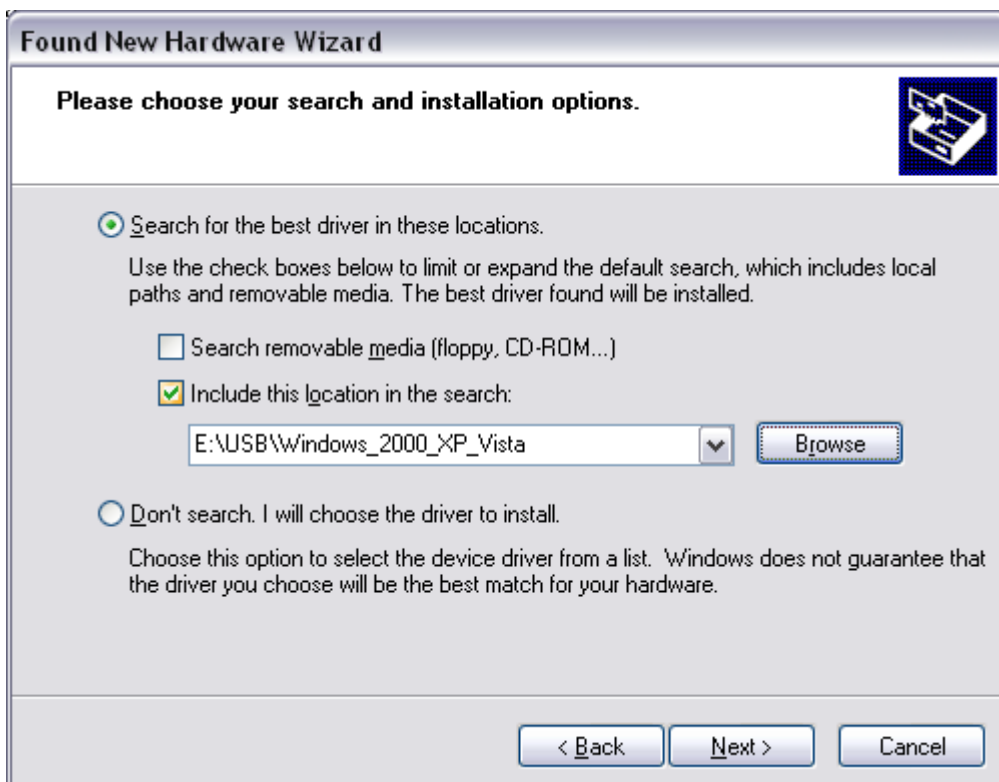 Found New Hardware Wizard
Please choose your search and installation options.
Search for the best driver in these locations.
Use the check boxes below to limit or expand the default search, which includes local
paths and removable media. The best driver found will be installed.
Search removable media (floppy, CD-ROM...)
Include this location in the search:
E:\USB\Windows_2000_XP_Vista
Browse
Don't search. I will choose the driver to install.
Choose this option to select the device driver from a list.  Windows does not guarantee that
the driver you choose will be the best match for your hardware.
< Back
Next >
Cancel